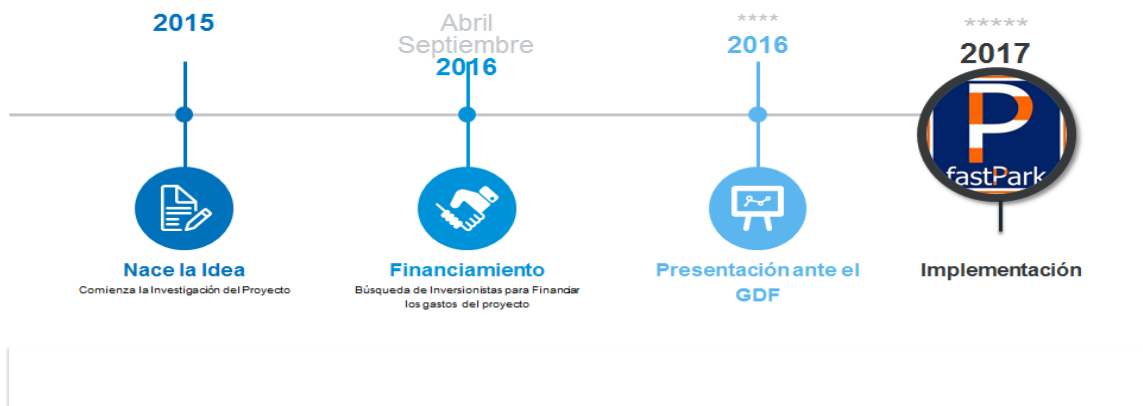 2015
Abril
Septiembre
2016
****
2016
*****
2017
P
fastPark
Nace la Idea
Comienza la Investigación del Proyecto
Financiamiento
Búsqueda de Inversionistas para Financiar
los gastos del proyecto
Presentación ante el
GDF
Implementación